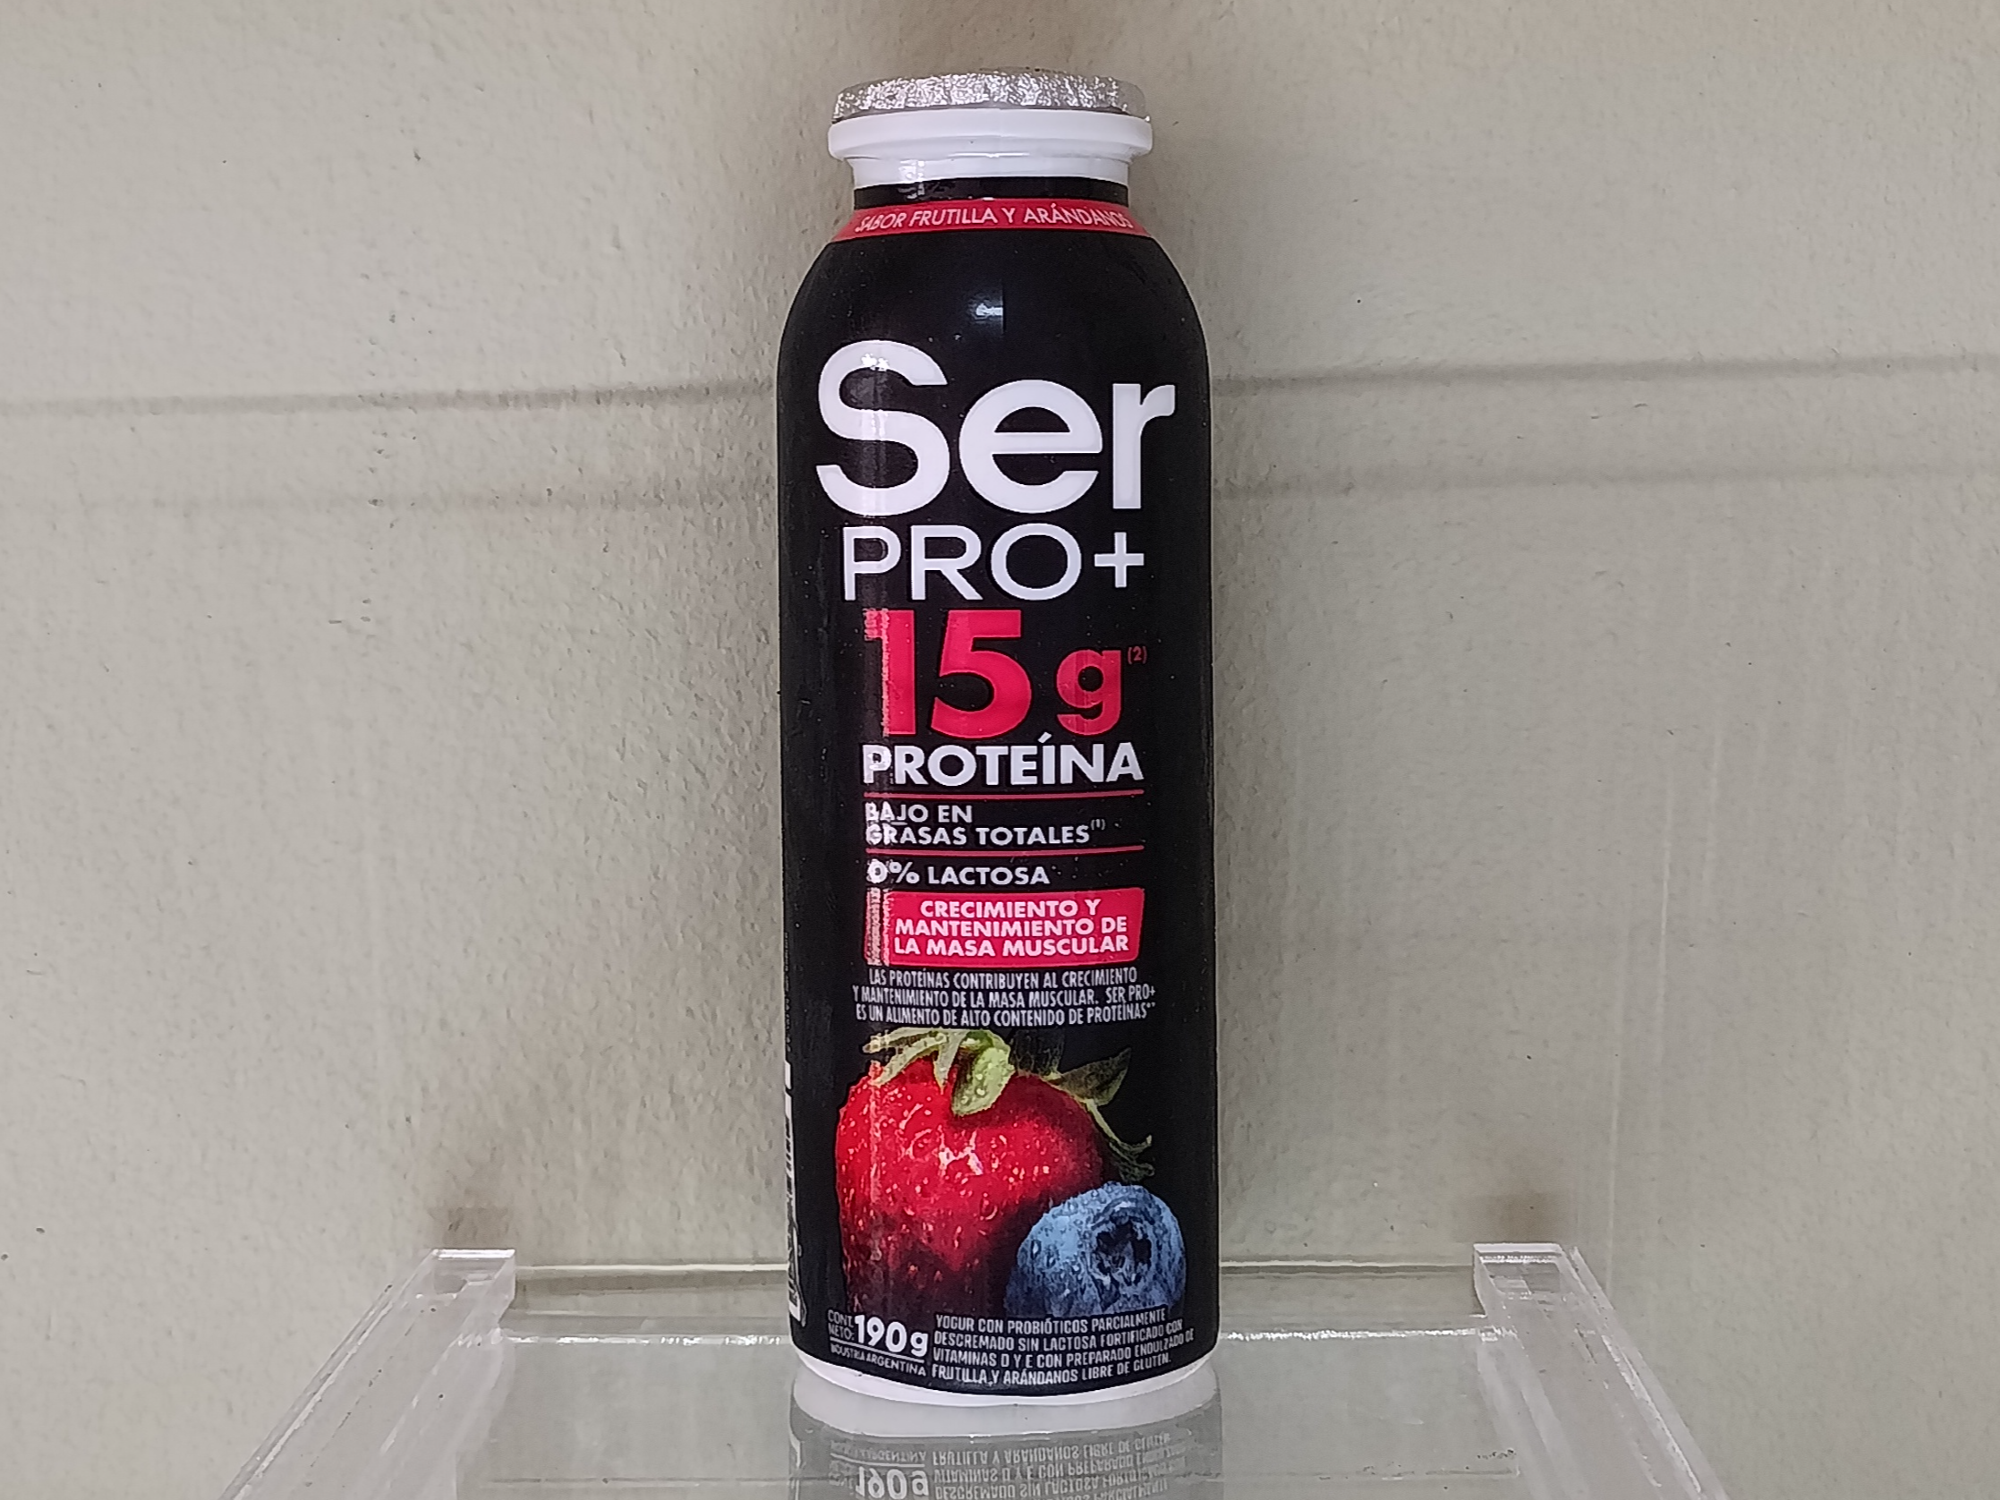 SABOR FRUTILLA Y ARÁNDANOS
Ser
PRO+
15 g (2)
PROTEÍNA
BAJO EN
GRASAS TOTALES (1)
0% LACTOSA
CRECIMIENTO Y
MANTENIMIENTO DE
LA MASA MUSCULAR
LAS PROTEÍNAS CONTRIBUYEN AL CRECIMIENTO
Y MANTENIMIENTO DE LA MASA MUSCULAR. SER PRO+
ES UN ALIMENTO DE ALTO CONTENIDO DE PROTEÍNAS**
CONT.
NETO: 190g
INDUSTRIA ARGENTINA
YOGUR CON PROBIÓTICOS PARCIALMENTE
DESCREMADO SIN LACTOSA FORTIFICADO CON
VITAMINAS D Y E CON PREPARADO ENDULZADO DE
FRUTILLA Y ARÁNDANOS LIBRE DE GLUTEN.